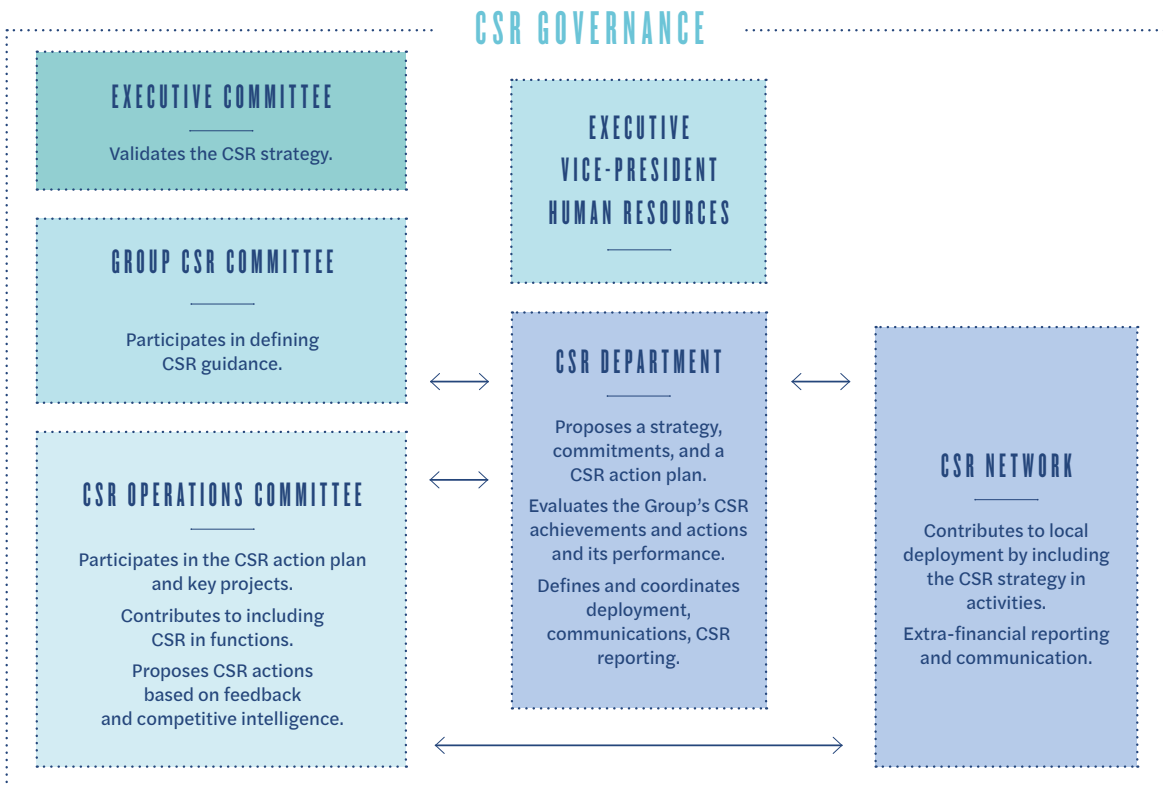 CSR GOVERNANCE
EXECUTIVE COMMITTEE
Validates the CSR strategy.
GROUP CSR COMMITTEE
Participates in defining
CSR guidance.
CSR OPERATIONS COMMITTEE
Participates in the CSR action plan
and key projects.
Contributes to including
CSR in functions.
Proposes CSR actions
based on feedback
and competitive intelligence.
EXECUTIVE
VICE-PRESIDENT
HUMAN RESOURCES
CSR DEPARTMENT
Proposes a strategy,
commitments, and a
CSR action plan.
Evaluates the Group’s CSR
achievements and actions
and its performance.
Defines and coordinates
deployment,
communications, CSR
reporting.
CSR NETWORK
Contributes to local
deployment by including
the CSR strategy in
activities.
Extra-financial reporting
and communication.